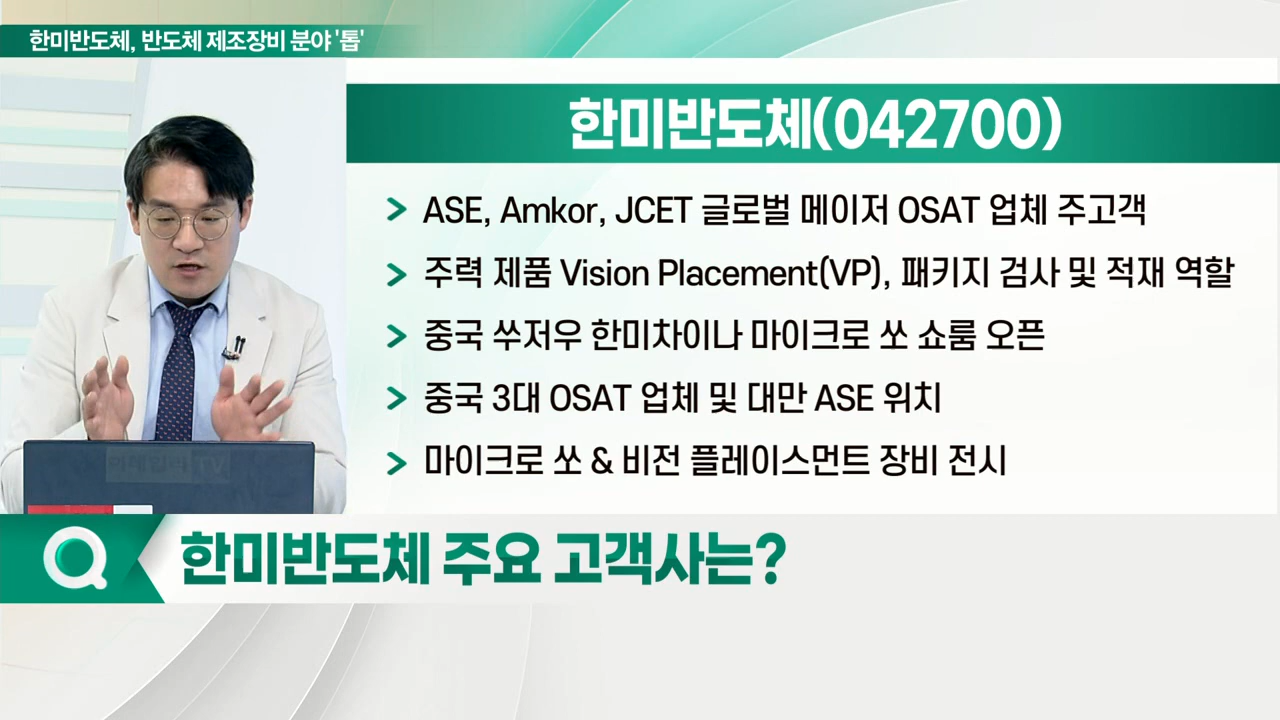 한미반도체, 반도체 제조장비 분야 '톱'
한미반도체(042700)
ASE, Amkor, JCET 글로벌 메이저 OSAT 업체 주고객
주력 제품 Vision Placement(VP), 패키지 검사 및 적재 역할
중국 쑤저우 한미차이나 마이크로 쏘 쇼룸 오픈
중국 3대 OSAT 업체 및 대만 ASE 위치
마이크로 쏘 & 비전 플레이스먼트 장비 전시
이데일리 TV
Q 한미반도체 주요 고객사는?